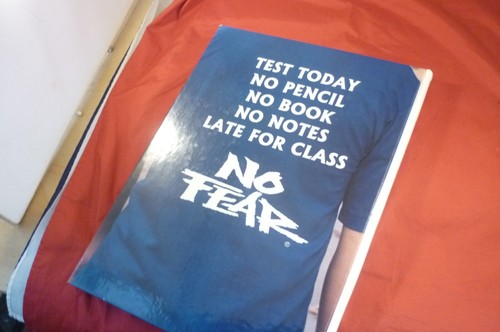 TEST TODAY
NO PENCIL
NO BOOK
NO NOTES
LATE FOR CLASS
NO
FEAR
®